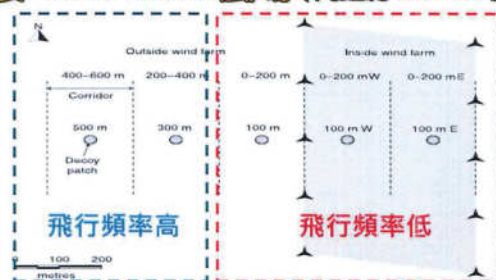 N
Outside wind farm
Inside wind farm
400–600 m 200–400 m 0–200 m 0–200 mW 0–200 mE
Corridor
500 m 300 m 100 m 100 m W 100 m E
Decoy
patch
飛行頻率高 飛行頻率低
0 100 200
metres